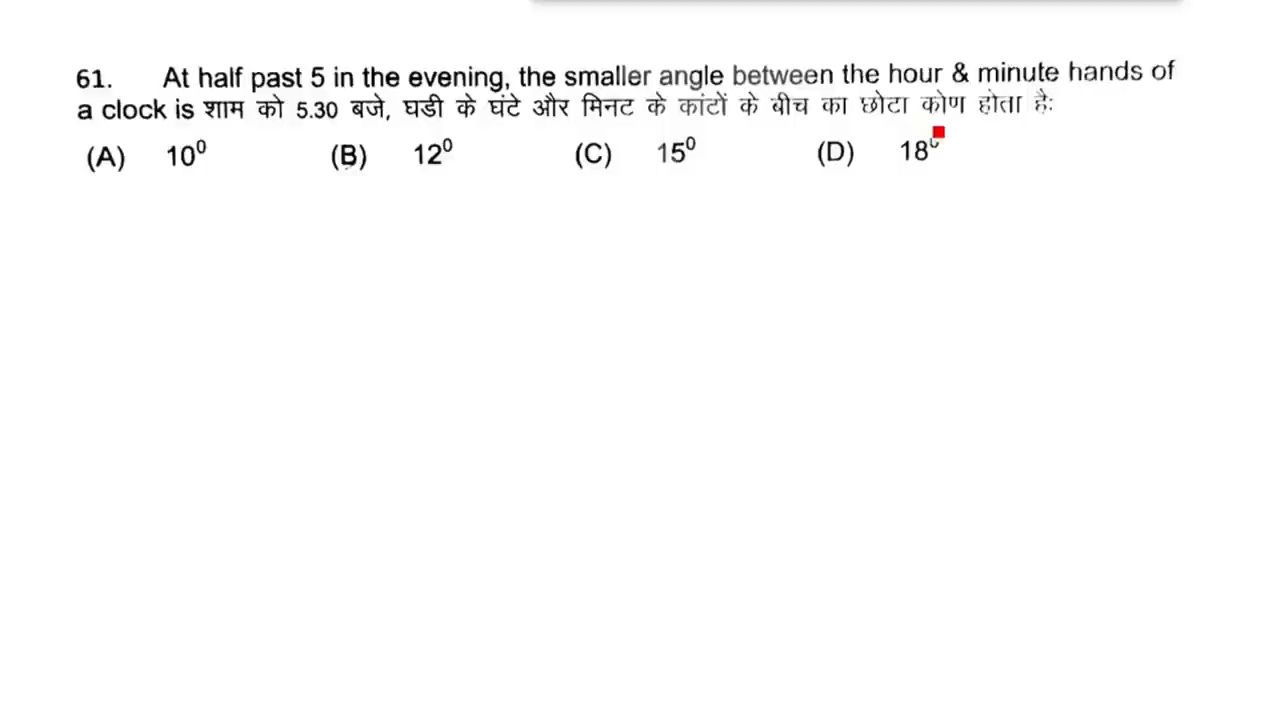 61. At half past 5 in the evening, the smaller angle between the hour & minute hands of
a clock is शाम को 5.30 बजे, घडी के घंटे और मिनट के कांटों के बीच का छोटा कोण होता है:
(A) 10⁰ (B) 12⁰ (C) 15⁰ (D) 18⁰